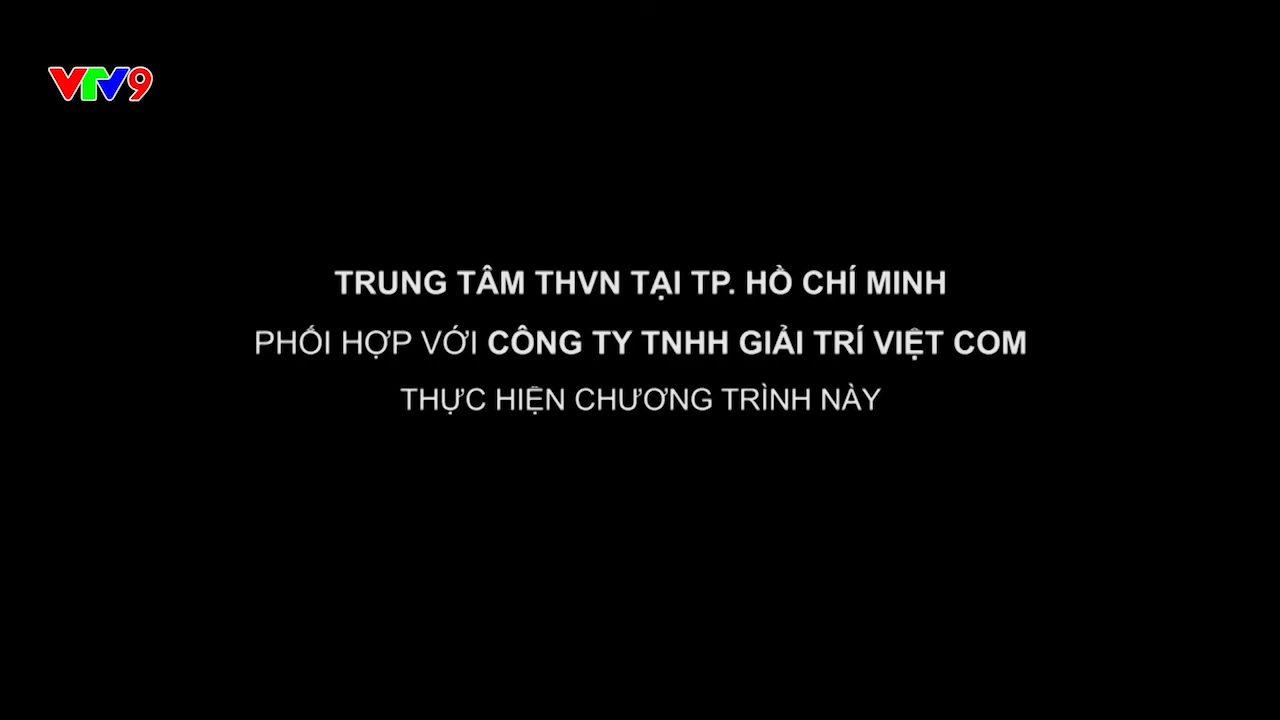 VTV9
TRUNG TÂM THVN TẠI TP. HỒ CHÍ MINH
PHỐI HỢP VỚI CÔNG TY TNHH GIẢI TRÍ VIỆT COM
THỰC HIỆN CHƯƠNG TRÌNH NÀY